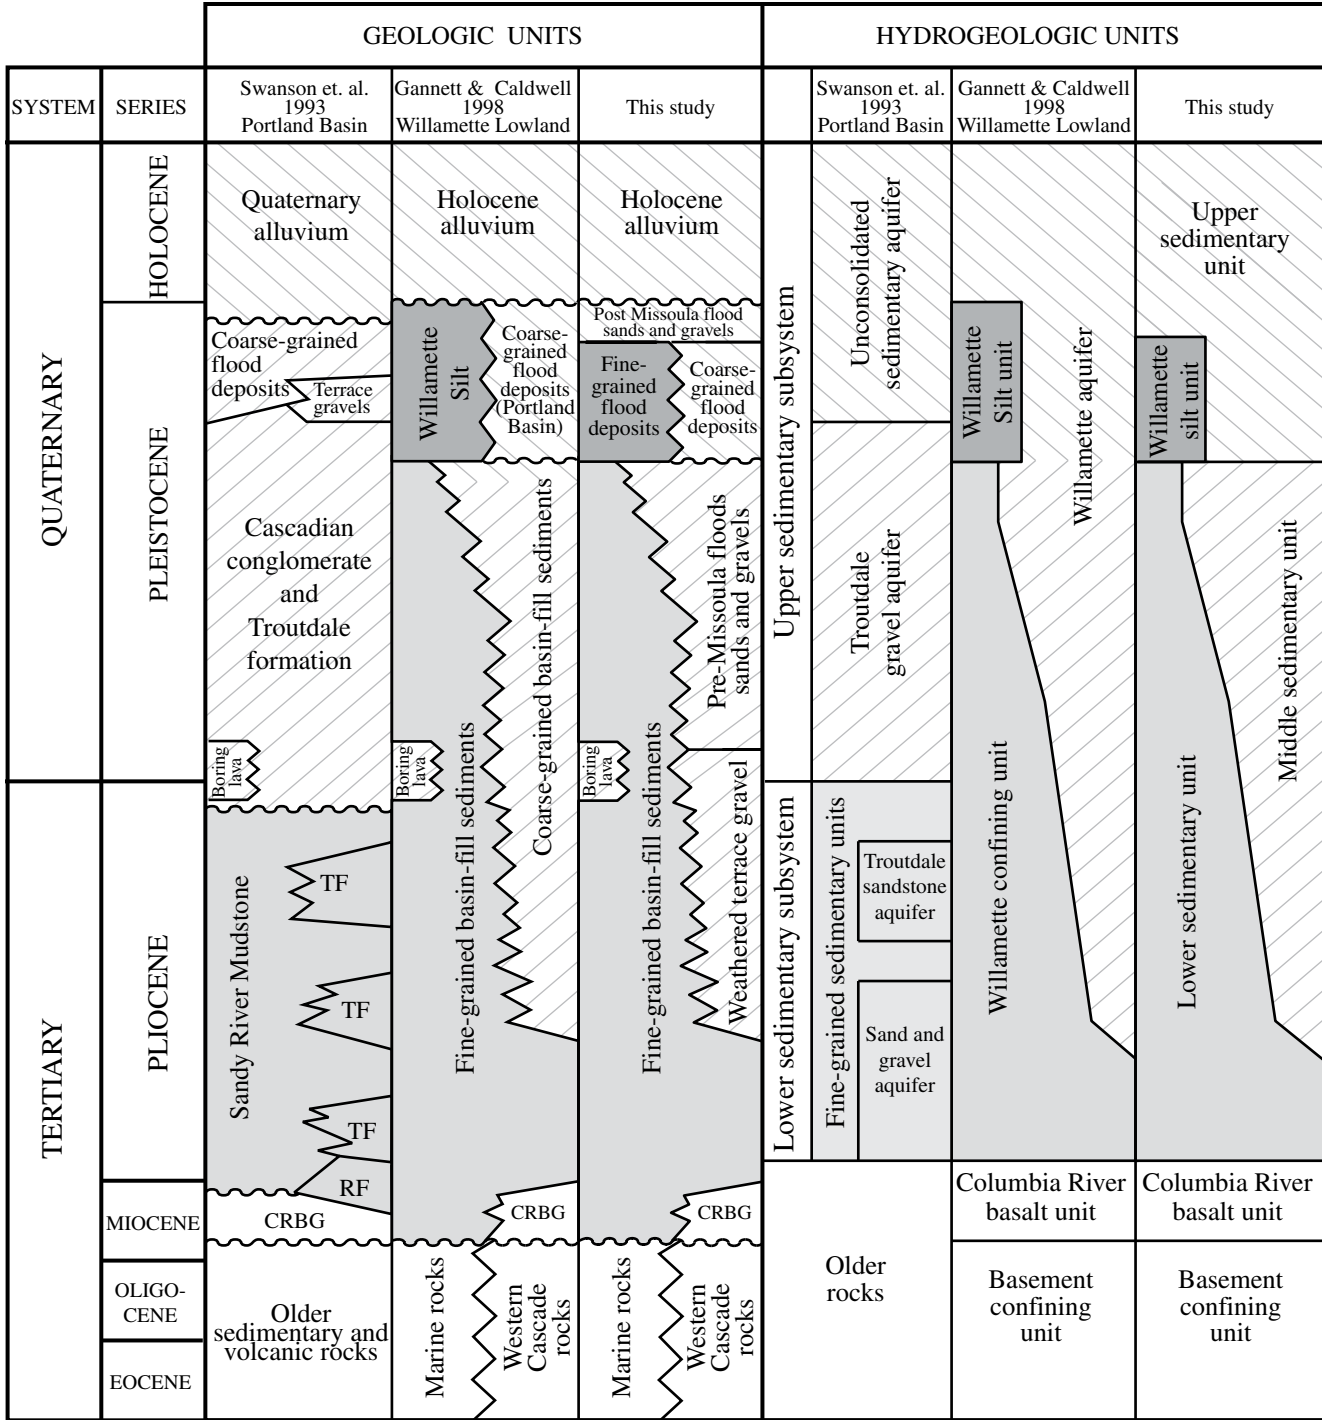 GEOLOGIC UNITS
HYDROGEOLOGIC UNITS
SYSTEM
SERIES
Swanson et. al.
1993
Portland Basin
Gannett & Caldwell
1998
Willamette Lowland
This study
Swanson et. al.
1993
Portland Basin
Gannett & Caldwell
1998
Willamette Lowland
This study
QUATERNARY
TERTIARY
HOLOCENE
PLEISTOCENE
PLIOCENE
MIOCENE
OLIGO-
CENE
EOCENE
Quaternary
alluvium
Coarse-grained
flood
deposits
Terrace
gravels
Cascadian
conglomerate
and
Troutdale
formation
Boring
lava
Sandy River Mudstone
TF
TF
TF
RF
CRBG
Older
sedimentary and
volcanic rocks
Holocene
alluvium
Willamette
Silt
Coarse-
grained
flood
deposits
(Portland
Basin)
Coarse-grained basin-fill sediments
Boring
lava
Fine-grained basin-fill sediments
CRBG
Marine rocks
Western
Cascade
rocks
Holocene
alluvium
Post Missoula flood
sands and gravels
Fine-
grained
flood
deposits
Coarse-
grained
flood
deposits
Pre-Missoula floods
sands and gravels
Boring
lava
Fine-grained basin-fill sediments
Weathered terrace gravel
CRBG
Marine rocks
Western
Cascade
rocks
Upper sedimentary subsystem
Lower sedimentary subsystem
Unconsolidated
sedimentary aquifer
Troutdale
gravel aquifer
Fine-grained sedimentary units
Troutdale
sandstone
aquifer
Sand and
gravel
aquifer
Older
rocks
Willamette
Silt unit
Willamette aquifer
Willamette confining unit
Columbia River
basalt unit
Basement
confining
unit
Upper
sedimentary
unit
Willamette
silt unit
Middle sedimentary unit
Lower sedimentary unit
Columbia River
basalt unit
Basement
confining
unit